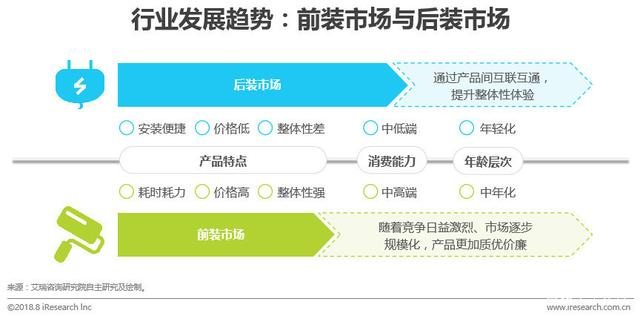 行业发展趋势：前装市场与后装市场
后装市场
通过产品间互联互通，
提升整体性体验
安装便捷 价格低 整体性差 中低端 年轻化
产品特点 消费能力 年龄层次
耗时耗力 价格高 整体性强 中高端 中年化
前装市场
随着竞争日益激烈、市场逐步
规模化，产品更加质优价廉
来源：艾瑞咨询研究院自主研究及绘制。
©2018.8 iResearch Inc
www.iresearch.com.cn